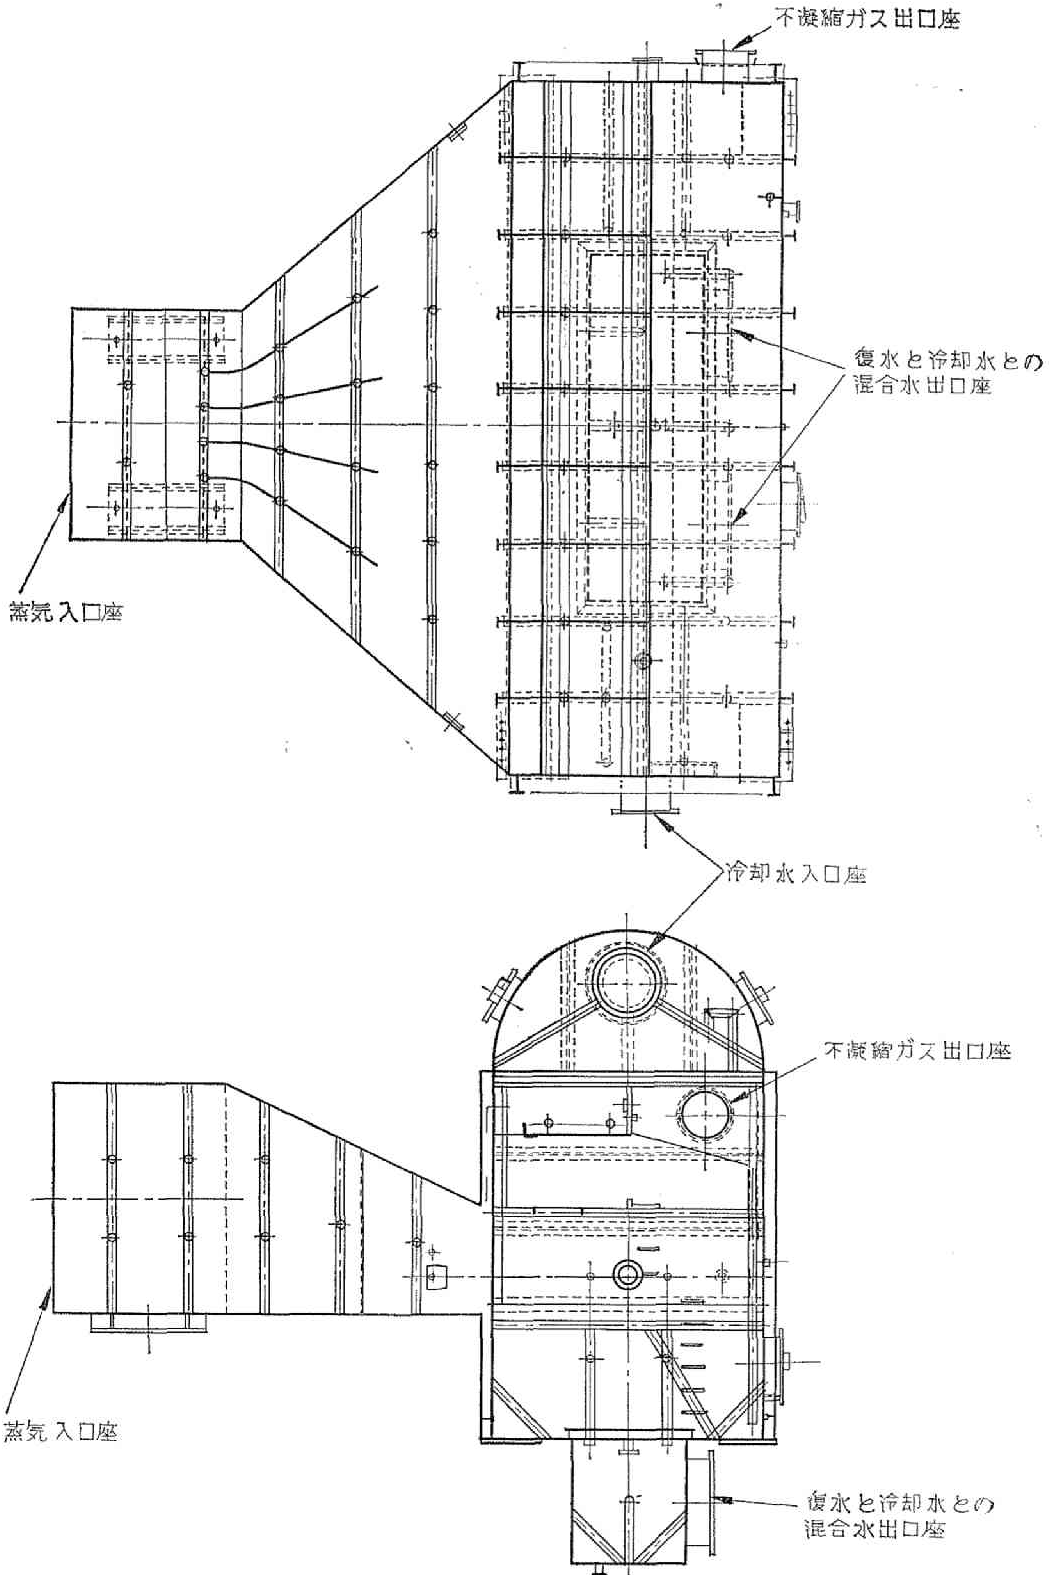 不凝縮ガス出口座
復水と冷却水との
混合水出口座
蒸気入口座
冷却水入口座
不凝縮ガス出口座
蒸気入口座
復水と冷却水との
混合水出口座